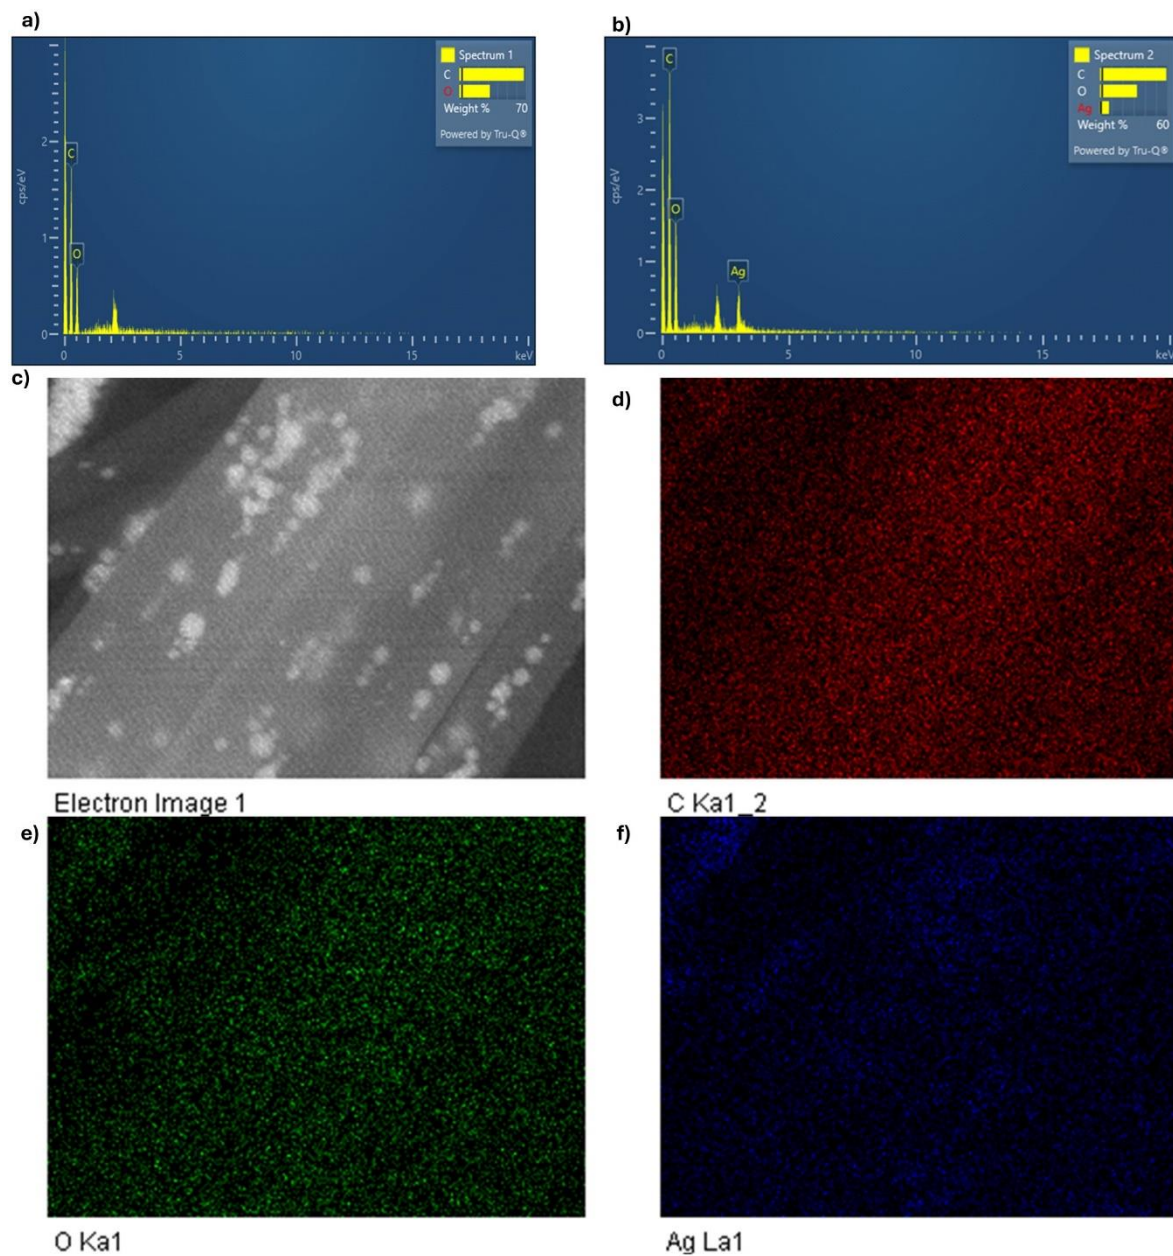 a)
Spectrum 1
C
O
Weight % 70
Powered by Tru-Q®
cps/eV
2
1
0
C
O
0 5 10 15 keV
b)
Spectrum 2
C
O
Ag
Weight % 60
Powered by Tru-Q®
cps/eV
3
2
1
0
C
O
Ag
0 5 10 15 keV
c)
Electron Image 1
d)
C Ka1_2
e)
O Ka1
f)
Ag La1